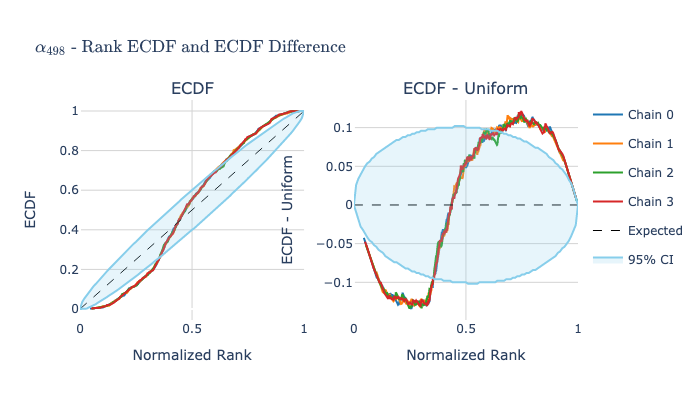 α498 - Rank ECDF and ECDF Difference
ECDF
ECDF - Uniform
ECDF
1
0.8
0.6
0.4
0.2
0
0
0.5
1
Normalized Rank
ECDF - Uniform
0.1
0.05
0
−0.05
−0.1
0
0.5
1
Normalized Rank
Chain 0
Chain 1
Chain 2
Chain 3
Expected
95% CI